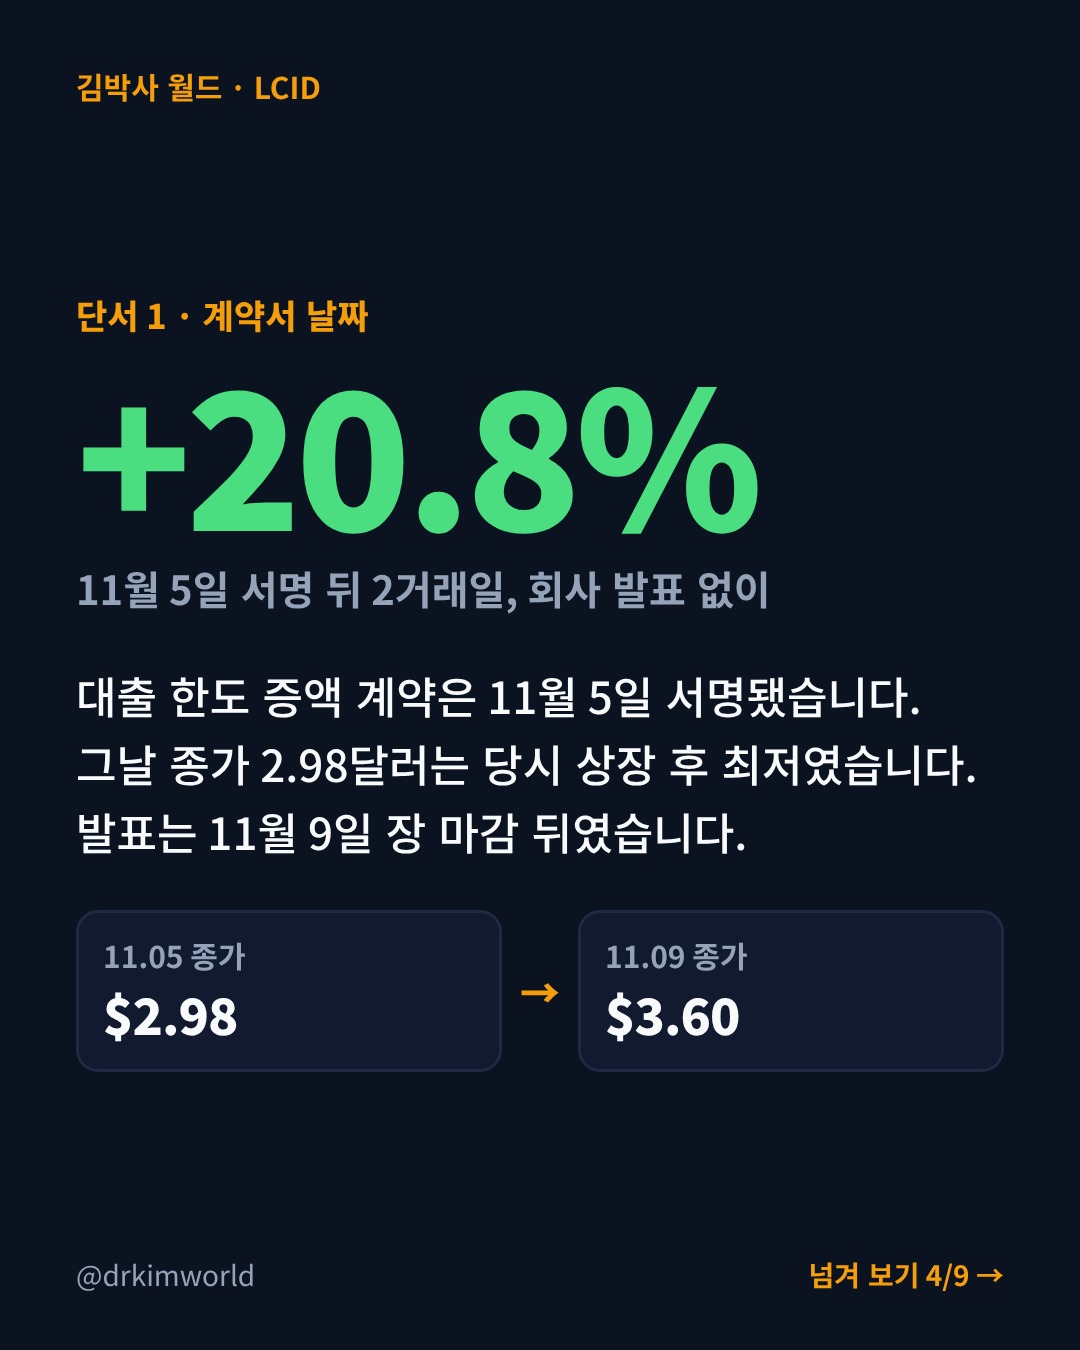 김박사 월드 · LCID
단서 1 · 계약서 날짜
+20.8%
11월 5일 서명 뒤 2거래일, 회사 발표 없이
대출 한도 증액 계약은 11월 5일 서명됐습니다.
그날 종가 2.98달러는 당시 상장 후 최저였습니다.
발표는 11월 9일 장 마감 뒤였습니다.
11.05 종가
$2.98
→
11.09 종가
$3.60
@drkimworld
넘겨 보기 4/9 →